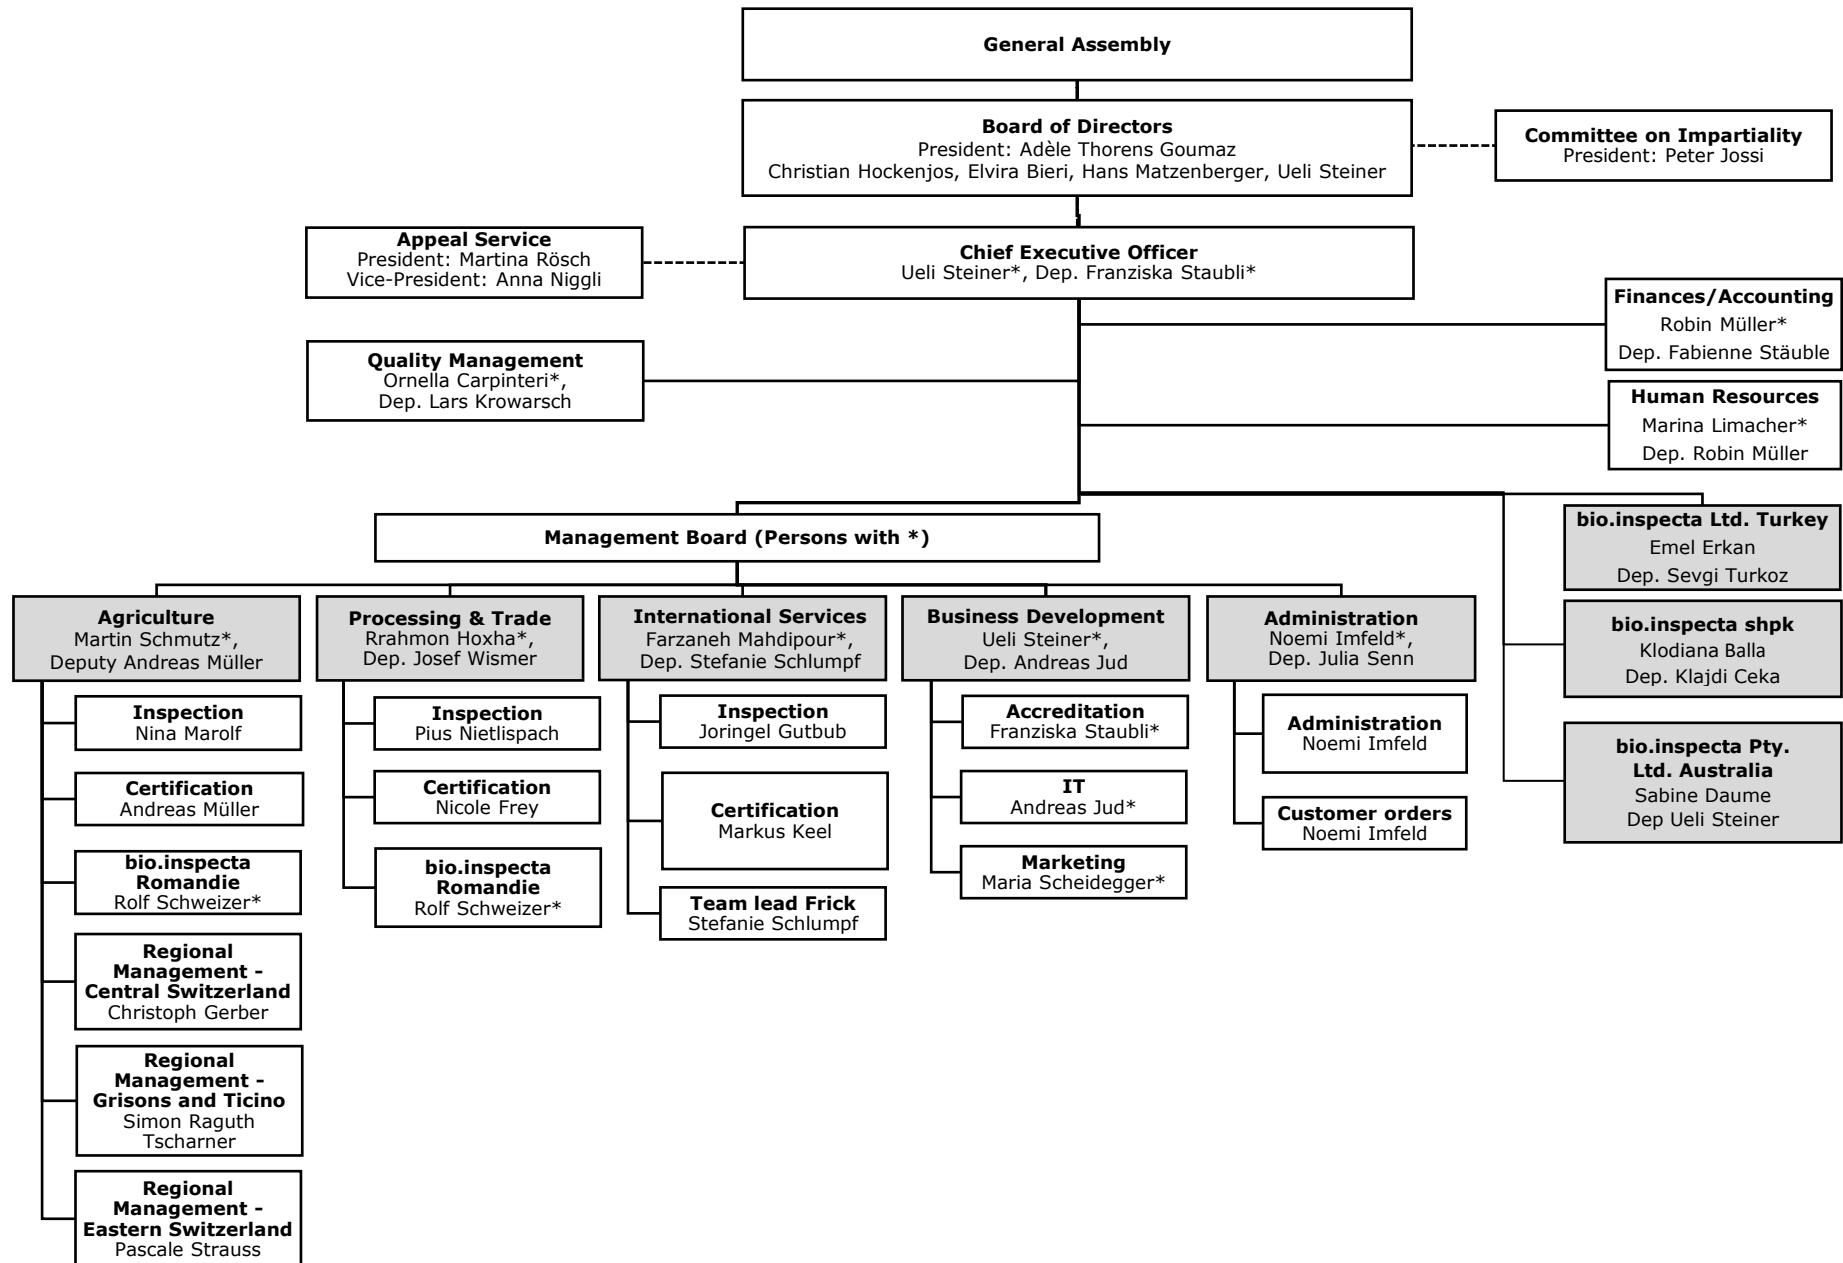 General Assembly
Board of Directors
President: Adèle Thorens Goumaz
Christian Hockenjos, Elvira Bieri, Hans Matzenberger, Ueli Steiner
Committee on Impartiality
President: Peter Jossi
Appeal Service
President: Martina Rösch
Vice-President: Anna Niggli
Chief Executive Officer
Ueli Steiner*, Dep. Franziska Staubli*
Finances/Accounting
Robin Müller*
Dep. Fabienne Stäuble
Quality Management
Ornella Carpinteri*,
Dep. Lars Krowarsch
Human Resources
Marina Limacher*
Dep. Robin Müller
Management Board (Persons with *)
bio.inspecta Ltd. Turkey
Emel Erkan
Dep. Sevgi Turkoz
bio.inspecta shpk
Klodiana Balla
Dep. Klajdi Ceka
bio.inspecta Pty.
Ltd. Australia
Sabine Daume
Dep Ueli Steiner
Agriculture
Martin Schmutz*,
Deputy Andreas Müller
Inspection
Nina Marolf
Certification
Andreas Müller
bio.inspecta
Romandie
Rolf Schweizer*
Regional
Management -
Central Switzerland
Christoph Gerber
Regional
Management -
Grisons and Ticino
Simon Raguth
Tscharner
Regional
Management -
Eastern Switzerland
Pascale Strauss
Processing & Trade
Rrahmon Hoxha*,
Dep. Josef Wismer
Inspection
Pius Nietlispach
Certification
Nicole Frey
bio.inspecta
Romandie
Rolf Schweizer*
International Services
Farzaneh Mahdipour*,
Dep. Stefanie Schlumpf
Inspection
Joringel Gutbub
Certification
Markus Keel
Team lead Frick
Stefanie Schlumpf
Business Development
Ueli Steiner*,
Dep. Andreas Jud
Accreditation
Franziska Staubli*
IT
Andreas Jud*
Marketing
Maria Scheidegger*
Administration
Noemi Imfeld*,
Dep. Julia Senn
Administration
Noemi Imfeld
Customer orders
Noemi Imfeld